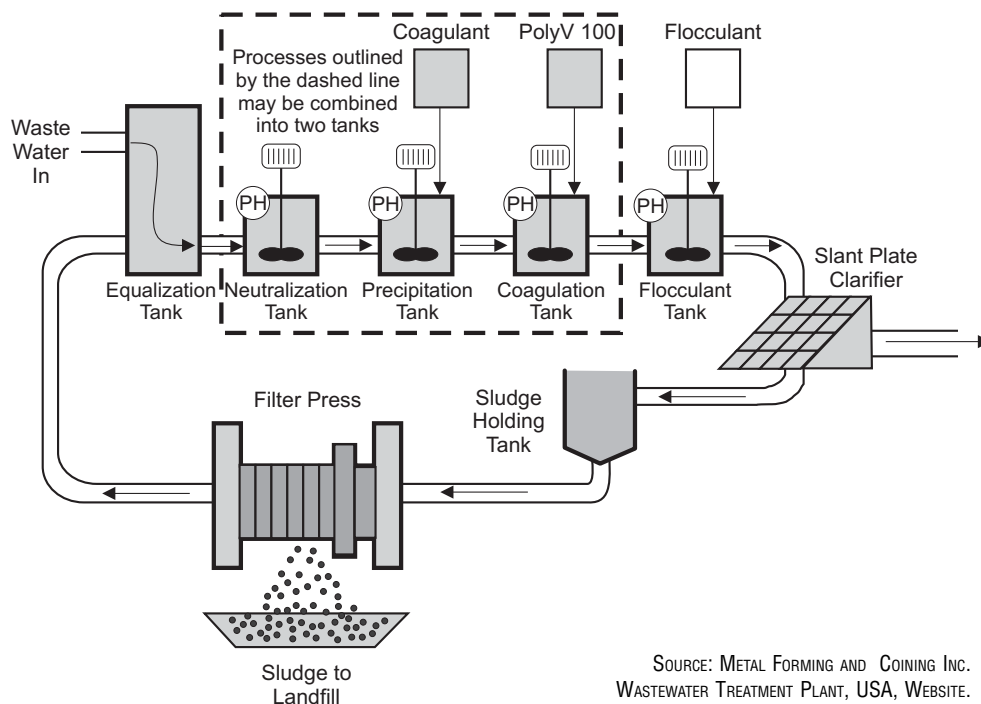 Coagulant
PolyV 100
Flocculant
Processes outlined
by the dashed line
may be combined
into two tanks
Waste
Water
In
PH
PH
PH
PH
Equalization
Tank
Neutralization
Tank
Precipitation
Tank
Coagulation
Tank
Flocculant
Tank
Slant Plate
Clarifier
Filter Press
Sludge
Holding
Tank
Sludge to
Landfill
SOURCE: METAL FORMING AND COINING INC.
WASTEWATER TREATMENT PLANT, USA, WEBSITE.